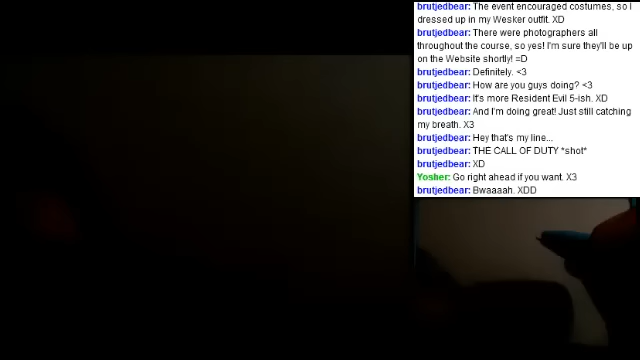 brutjedbear: The event encouraged costumes, so I
dressed up in my Wesker outfit. XD
brutjedbear: There were photographers all
throughout the course, so yes! I'm sure they'll be up
on the Website shortly! =D
brutjedbear: Definitely. <3
brutjedbear: How are you guys doing? <3
brutjedbear: It's more Resident Evil 5-ish. XD
brutjedbear: And I'm doing great! Just still catching
my breath. X3
brutjedbear: Hey that's my line...
brutjedbear: THE CALL OF DUTY *shot*
brutjedbear: XD
Yosher: Go right ahead if you want. X3
brutjedbear: Bwaaaah. XDD